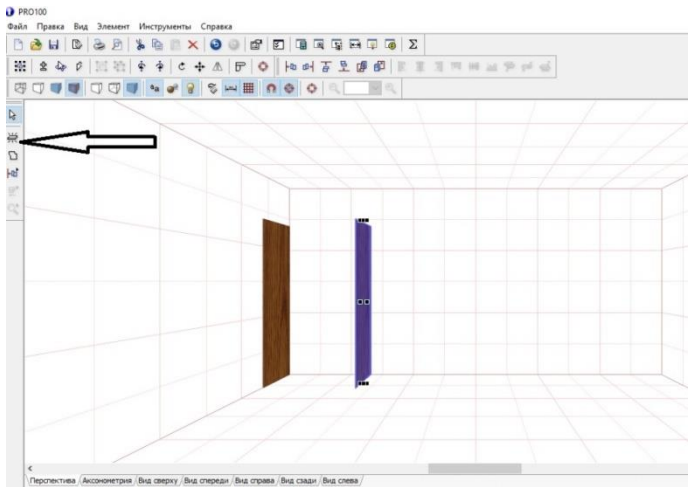 PRO100
Файл Правка Вид Элемент Инструменты Справка
Перспектива Аксонометрия Вид сверху Вид спереди Вид справа Вид сзади Вид слева